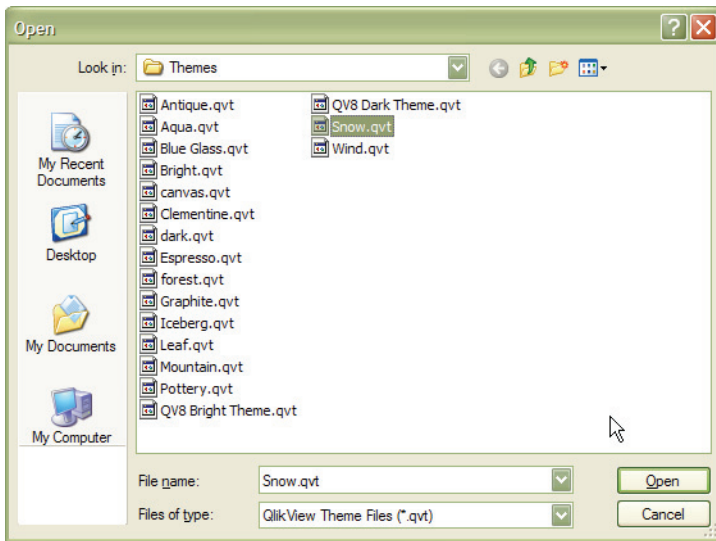 Open
Look in: Themes
My Recent
Documents
Desktop
My Documents
My Computer
Antique.qvt
Aqua.qvt
Blue Glass.qvt
Bright.qvt
canvas.qvt
Clementine.qvt
dark.qvt
Espresso.qvt
forest.qvt
Graphite.qvt
Iceberg.qvt
Leaf.qvt
Mountain.qvt
Pottery.qvt
QV8 Bright Theme.qvt
QV8 Dark Theme.qvt
Snow.qvt
Wind.qvt
File name: Snow.qvt Open
Files of type: QlikView Theme Files (*.qvt) Cancel